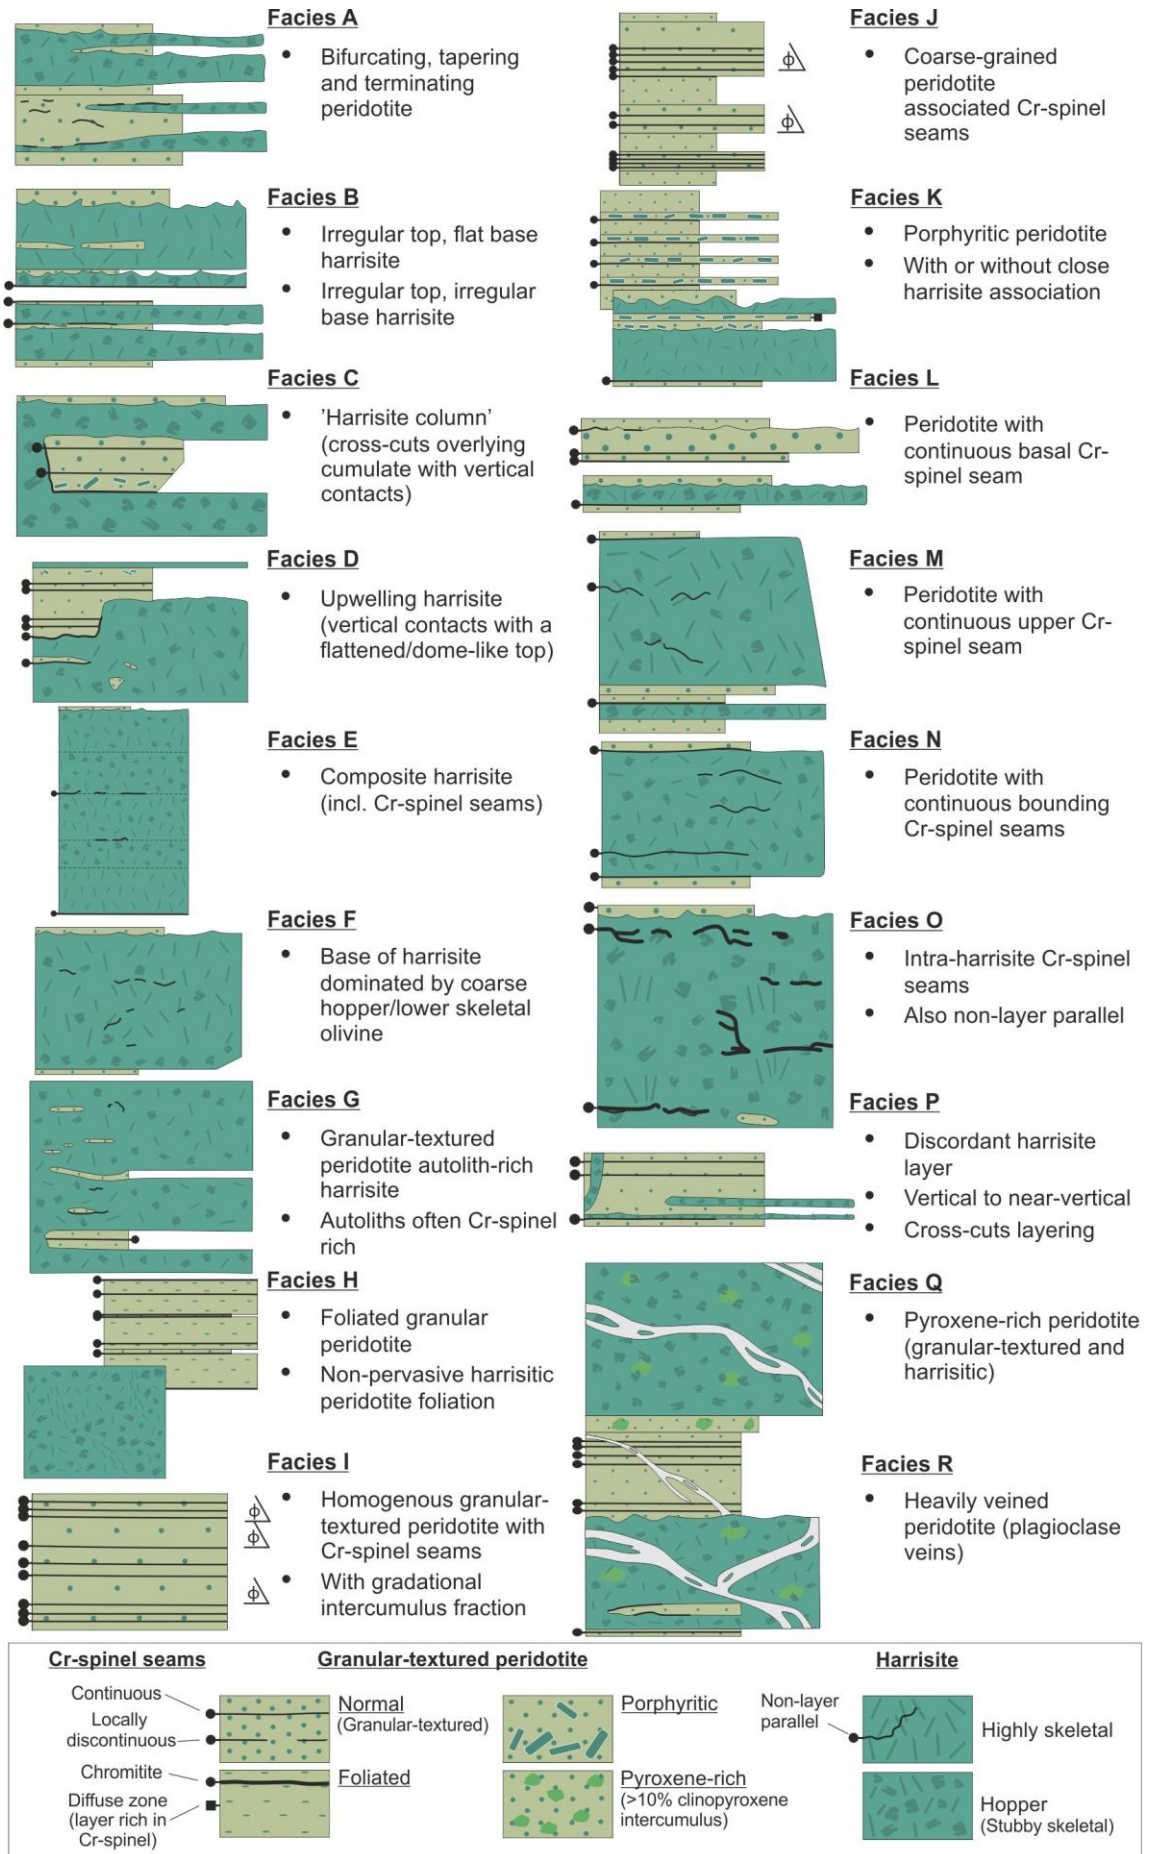 Facies A
• Bifurcating, tapering
and terminating
peridotite
Facies B
• Irregular top, flat base
harrisite
• Irregular top, irregular
base harrisite
Facies C
• 'Harrisite column'
(cross-cuts overlying
cumulate with vertical
contacts)
Facies D
• Upwelling harrisite
(vertical contacts with a
flattened/dome-like top)
Facies E
• Composite harrisite
(incl. Cr-spinel seams)
Facies F
• Base of harrisite
dominated by coarse
hopper/lower skeletal
olivine
Facies G
• Granular-textured
peridotite autolith-rich
harrisite
• Autoliths often Cr-spinel
rich
Facies H
• Foliated granular
peridotite
• Non-pervasive harrisitic
peridotite foliation
Facies I
• Homogenous granular-
textured peridotite with
Cr-spinel seams
• With gradational
intercumulus fraction
ϕ
ϕ
ϕ
Facies J
• Coarse-grained
peridotite
associated Cr-spinel
seams
ϕ
ϕ
Facies K
• Porphyritic peridotite
• With or without close
harrisite association
Facies L
• Peridotite with
continuous basal Cr-
spinel seam
Facies M
• Peridotite with
continuous upper Cr-
spinel seam
Facies N
• Peridotite with
continuous bounding
Cr-spinel seams
Facies O
• Intra-harrisite Cr-spinel
seams
• Also non-layer parallel
Facies P
• Discordant harrisite
layer
• Vertical to near-vertical
• Cross-cuts layering
Facies Q
• Pyroxene-rich peridotite
(granular-textured and
harrisitic)
Facies R
• Heavily veined
peridotite (plagioclase
veins)
Cr-spinel seams
Continuous
Locally
discontinuous
Chromitite
Diffuse zone
(layer rich in
Cr-spinel)
Granular-textured peridotite
Normal
(Granular-textured)
Foliated
Porphyritic
Pyroxene-rich
(>10% clinopyroxene
intercumulus)
Harrisite
Non-layer
parallel
Highly skeletal
Hopper
(Stubby skeletal)